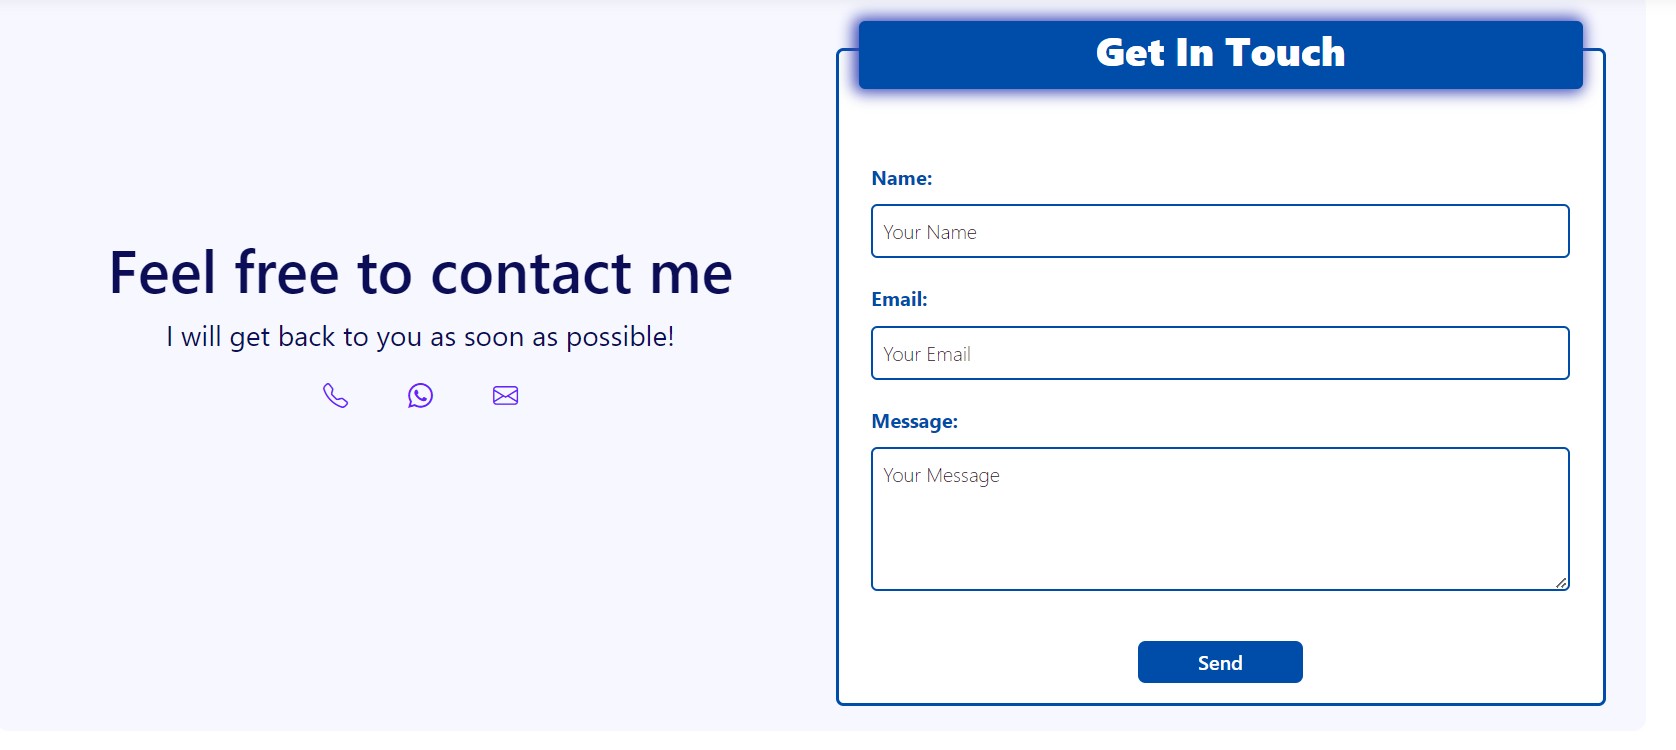 Feel free to contact me
I will get back to you as soon as possible!
Get In Touch
Name:
Your Name
Email:
Your Email
Message:
Your Message
Send